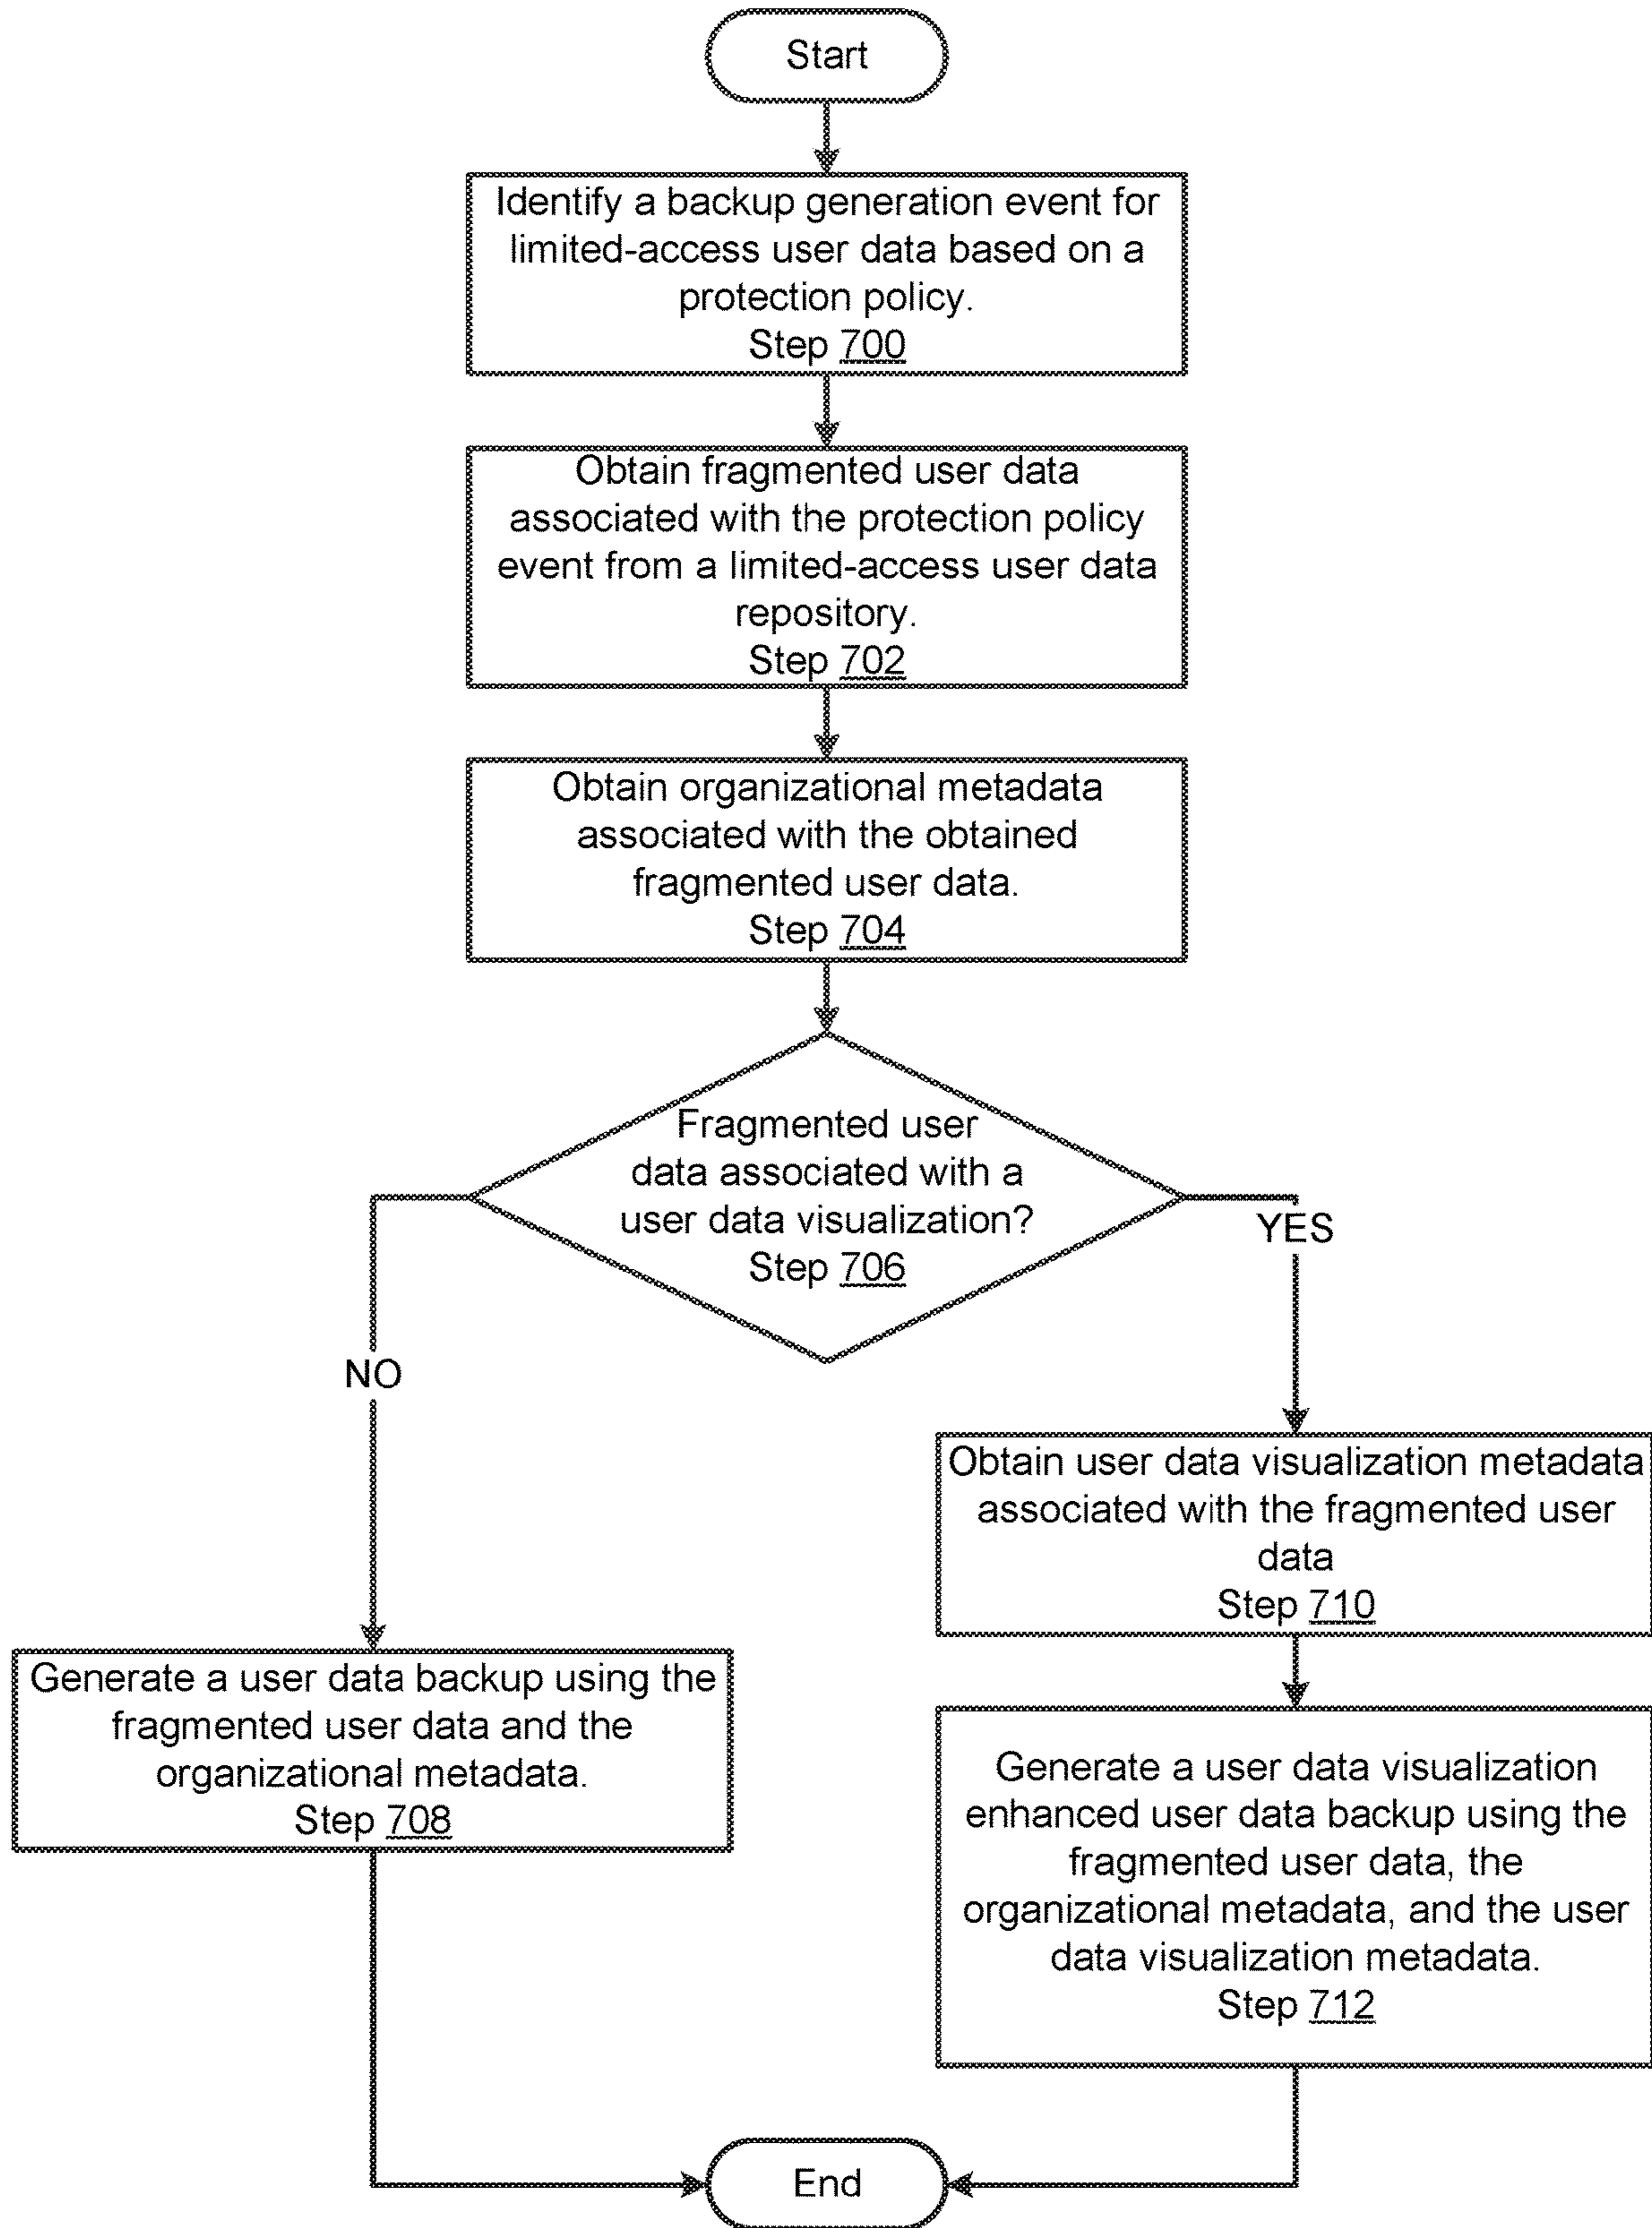 Start
Identify a backup generation event for
limited-access user data based on a
protection policy.
Step 700
Obtain fragmented user data
associated with the protection policy
event from a limited-access user data
repository.
Step 702
Obtain organizational metadata
associated with the obtained
fragmented user data.
Step 704
Fragmented user
data associated with a
user data visualization?
Step 706
YES
NO
Obtain user data visualization metadata
associated with the fragmented user
data
Step 710
Generate a user data backup using the
fragmented user data and the
organizational metadata.
Step 708
Generate a user data visualization
enhanced user data backup using the
fragmented user data, the
organizational metadata, and the user
data visualization metadata.
Step 712
End